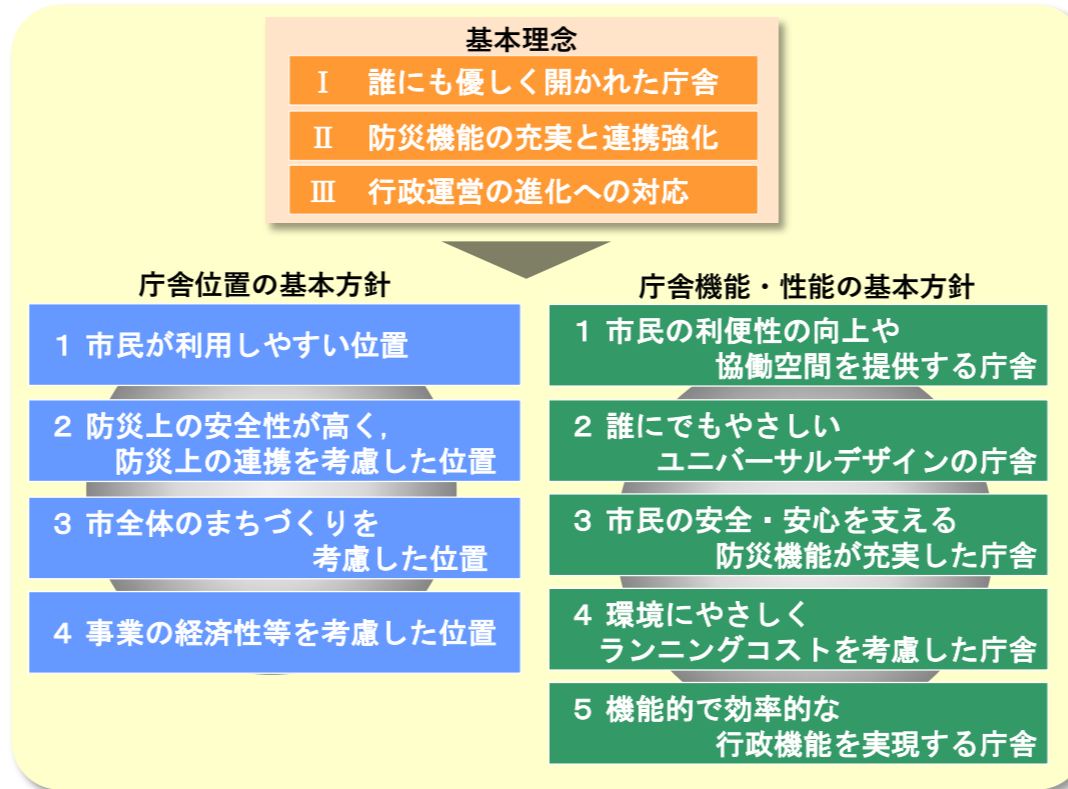 基本理念
Ⅰ 誰にも優しく開かれた庁舎
Ⅱ 防災機能の充実と連携強化
Ⅲ 行政運営の進化への対応
庁舎位置の基本方針
１ 市民が利用しやすい位置
２ 防災上の安全性が高く,
防災上の連携を考慮した位置
３ 市全体のまちづくりを
考慮した位置
４ 事業の経済性等を考慮した位置
庁舎機能・性能の基本方針
１ 市民の利便性の向上や
協働空間を提供する庁舎
２ 誰にでもやさしい
ユニバーサルデザインの庁舎
３ 市民の安全・安心を支える
防災機能が充実した庁舎
４ 環境にやさしく
ランニングコストを考慮した庁舎
５ 機能的で効率的な
行政機能を実現する庁舎